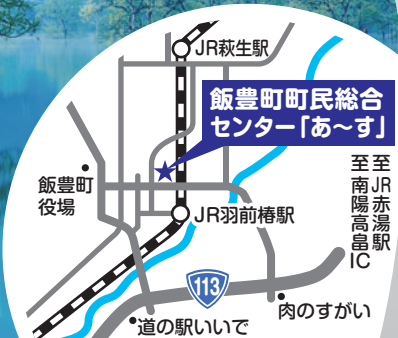 JR萩生駅
飯豊町町民総合
センター「あ〜す」
飯豊町
役場
JR羽前椿駅
至JR赤湯駅
至南陽高畠IC
113
肉のすがい
道の駅いいで